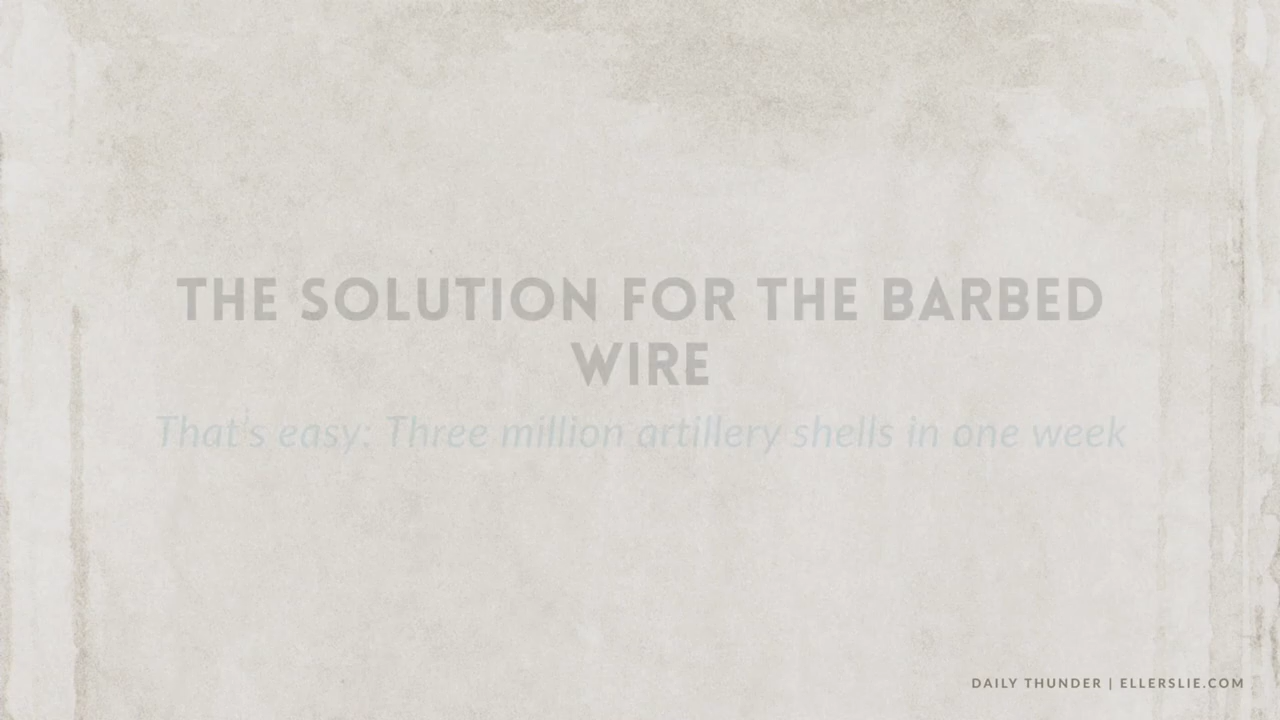 THE SOLUTION FOR THE BARBED
WIRE
That's easy: Three million artillery shells in one week
DAILY THUNDER | ELLERSLIE.COM